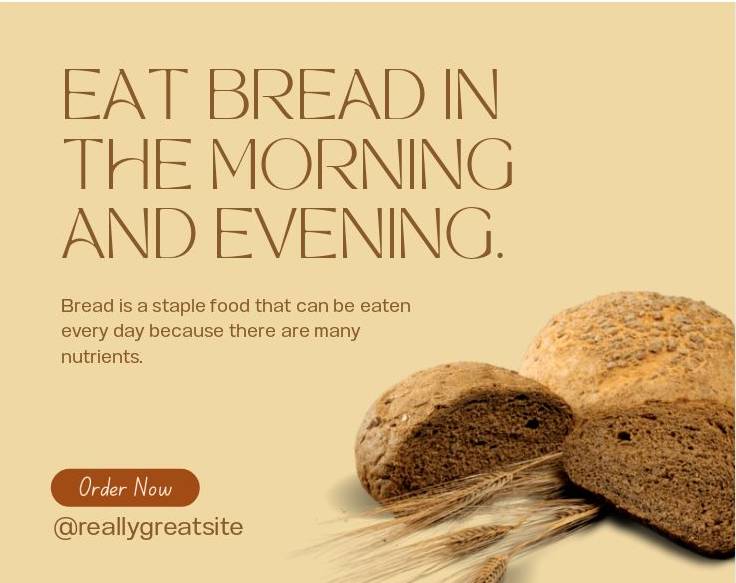 EAT BREAD IN
THE MORNING
AND EVENING.
Bread is a staple food that can be eaten
every day because there are many
nutrients.
Order Now
@reallygreatsite